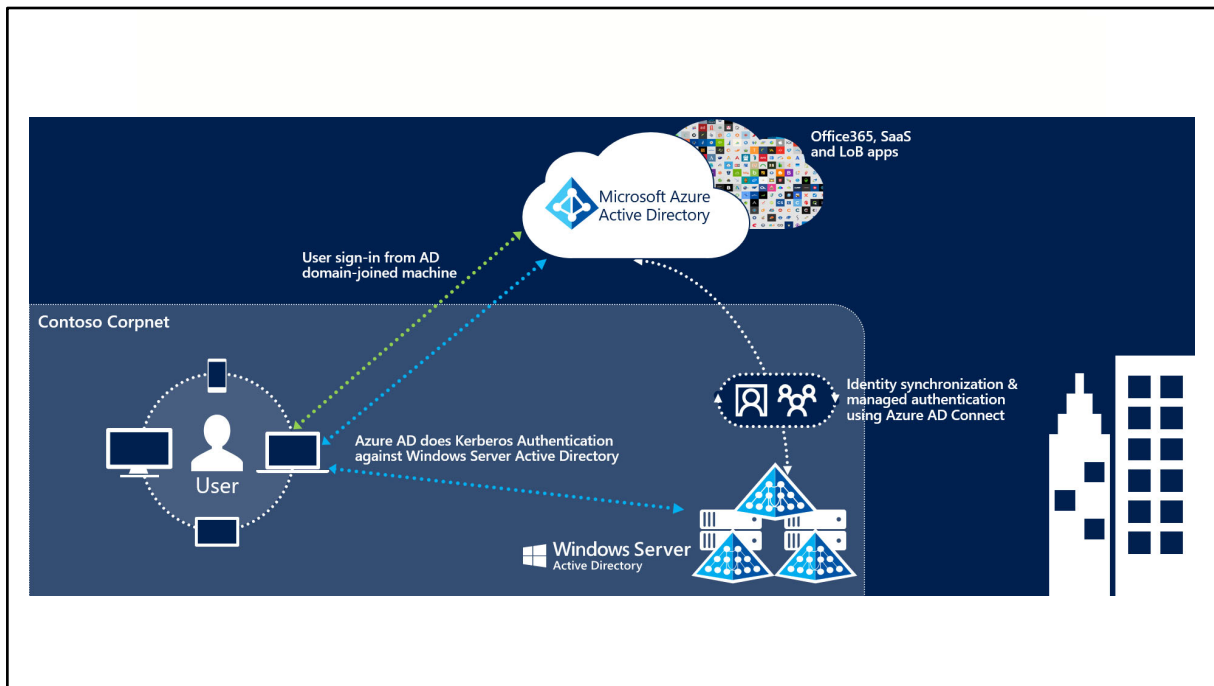 Office365, SaaS
and LoB apps
Microsoft Azure
Active Directory
User sign-in from AD
domain-joined machine
Contoso Corpnet
Identity synchronization &
managed authentication
using Azure AD Connect
Azure AD does Kerberos Authentication
against Windows Server Active Directory
User
Windows Server
Active Directory